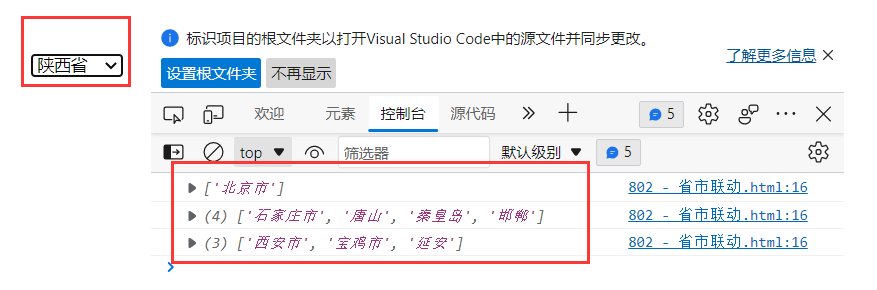 标识项目的根文件夹以打开Visual Studio Code中的源文件并同步更改。
了解更多信息
陕西省
设置根文件夹 不再显示
欢迎 元素 控制台 源代码 5
top 筛选器 默认级别 5
['北京市'] 802 - 省市联动.html:16
(4) ['石家庄市', '唐山', '秦皇岛', '邯郸'] 802 - 省市联动.html:16
(3) ['西安市', '宝鸡市', '延安'] 802 - 省市联动.html:16